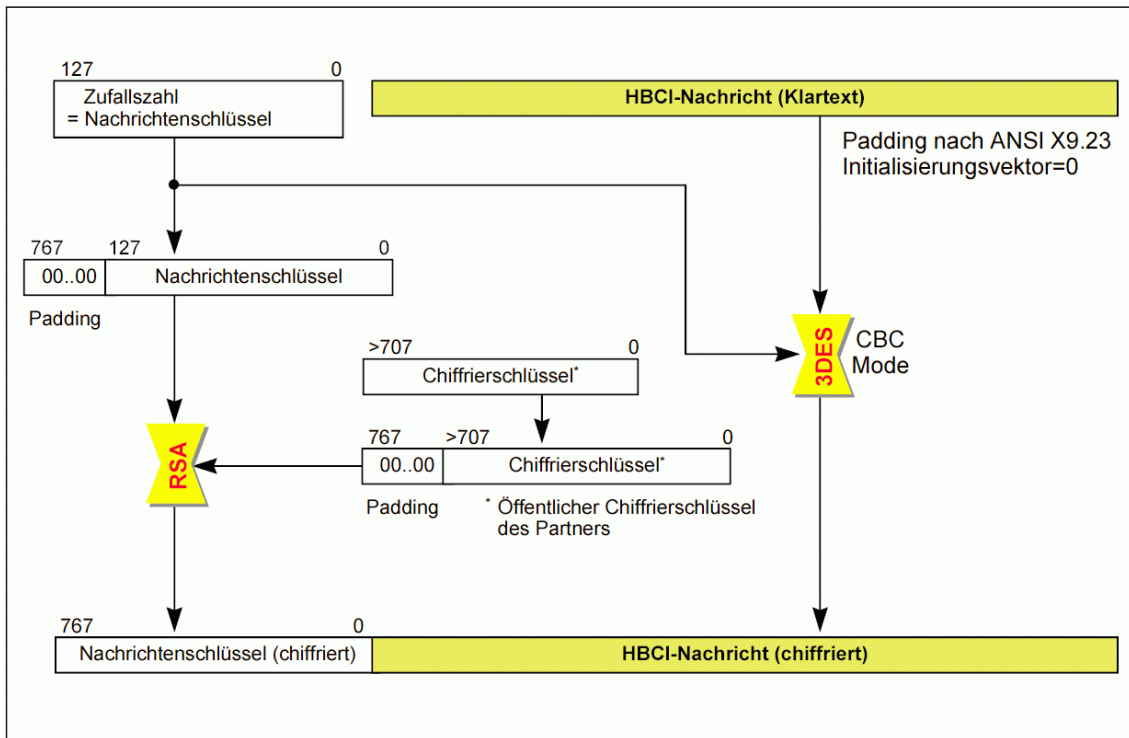 127 0
Zufallszahl
= Nachrichtenschlüssel
HBCI-Nachricht (Klartext)
Padding nach ANSI X9.23
Initialisierungsvektor=0
767 127 0
00..00 Nachrichtenschlüssel
Padding
3DES
CBC
Mode
>707 0
Chiffrierschlüssel*
RSA
767 >707 0
00..00 Chiffrierschlüssel*
Padding
* Öffentlicher Chiffrierschlüssel
des Partners
767 0
Nachrichtenschlüssel (chiffriert)
HBCI-Nachricht (chiffriert)